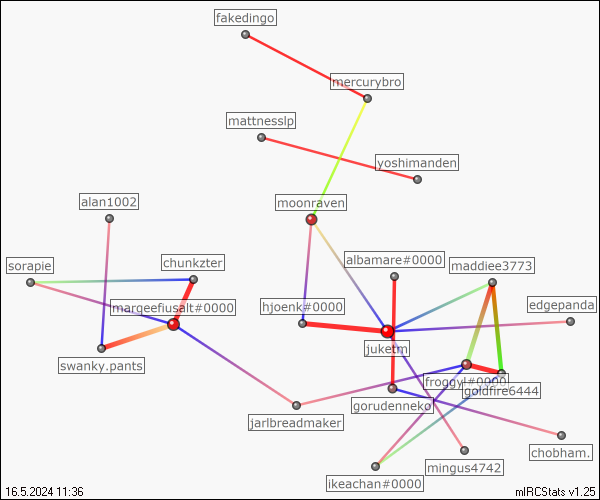 fakedingo
mercurybro
mattnesslp
yoshimanden
alan1002
moonraven
albamare#0000
sorapie
chunkzter
maddiee3773
margeefiusalt#0000
hjoenk#0000
edgepanda
juketm
swanky.pants
froggyl#0000
goldfire6444
gorudenneko
jarlbreadmaker
chobham.
mingus4742
ikeachan#0000
16.5.2024 11:36
mIRCStats v1.25